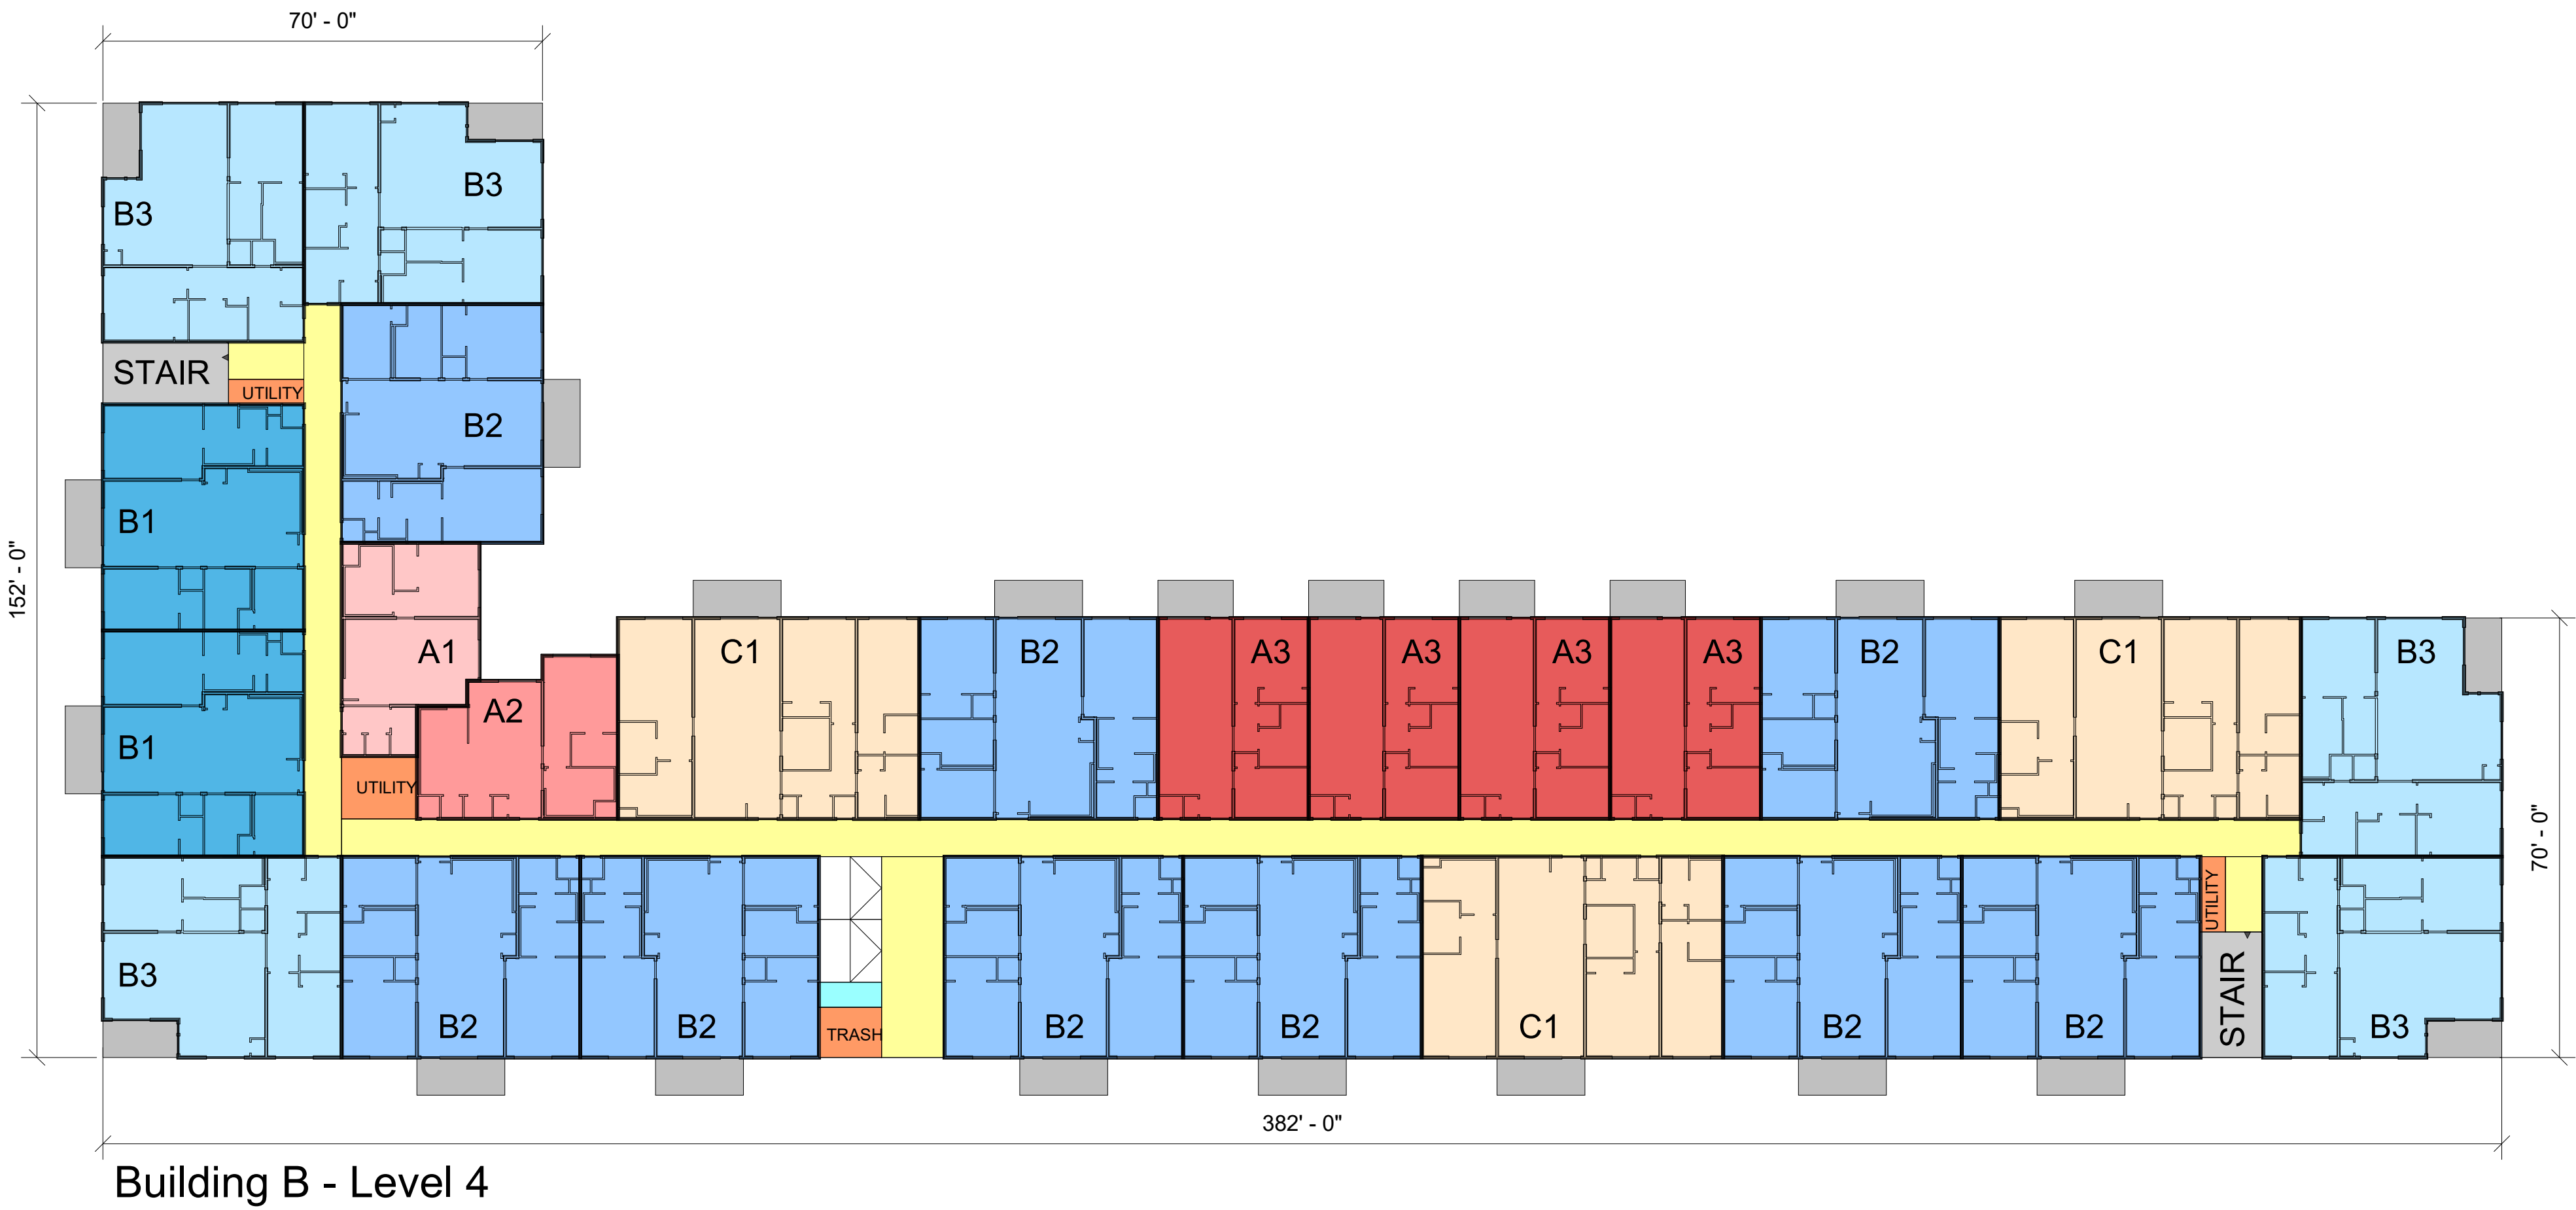 70' - 0"
B3
B3
STAIR
UTILITY
B2
B1
152' - 0"
A1
C1
B2
A3
A3
A3
A3
B2
C1
B3
A2
B1
UTILITY
70' - 0"
UTILITY
B3
STAIR
B2
B2
TRASH
B2
B2
C1
B2
B2
B3
382' - 0"
Building B - Level 4